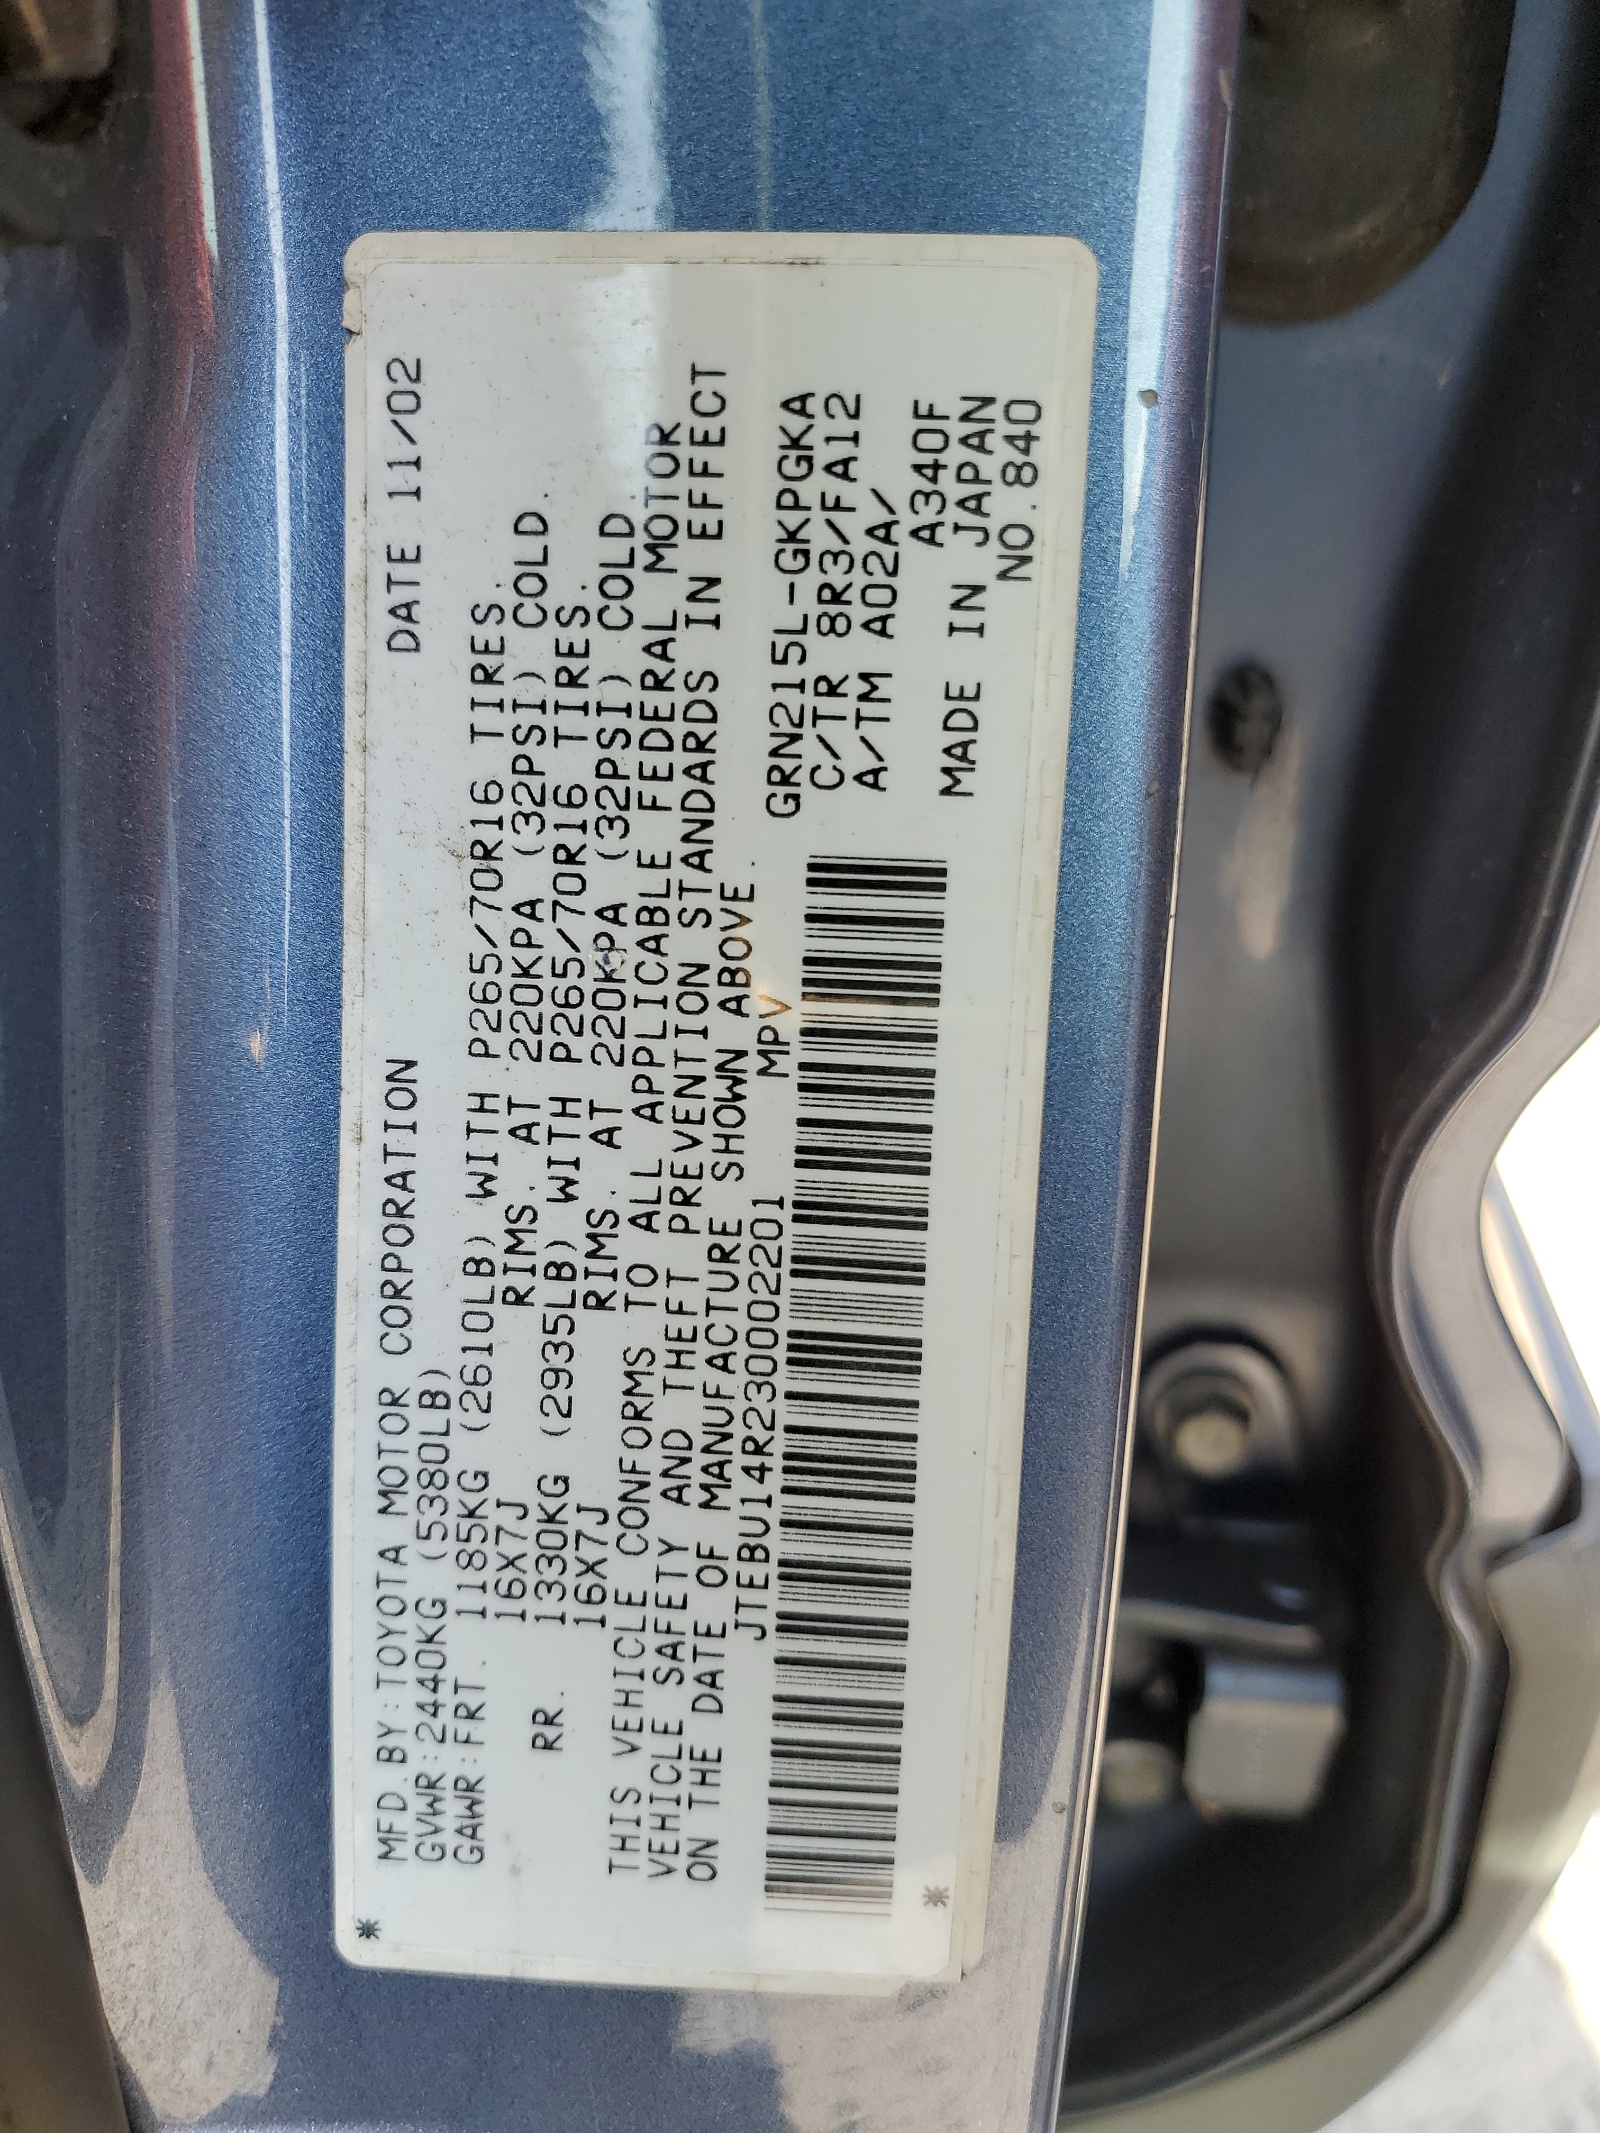 MFD.BY:TOYOTA MOTOR CORPORATION DATE 11/02
GVWR:2440KG (5380LB)
GAWR:FRT. 1185KG (2610LB) WITH P265/70R16 TIRES.
16X7J RIMS. AT 220KPA (32PSI) COLD.
RR. 1330KG (2935LB) WITH P265/70R16 TIRES.
16X7J RIMS. AT 220KPA (32PSI) COLD.
THIS VEHICLE CONFORMS TO ALL APPLICABLE FEDERAL MOTOR
VEHICLE SAFETY AND THEFT PREVENTION STANDARDS IN EFFECT
ON THE DATE OF MANUFACTURE SHOWN ABOVE.
JTEBU14R230002201 MPV
GRN215L-GKPGKA
C/TR 8R3/FA12
A/TM A02A/
A340F
MADE IN JAPAN
NO.840